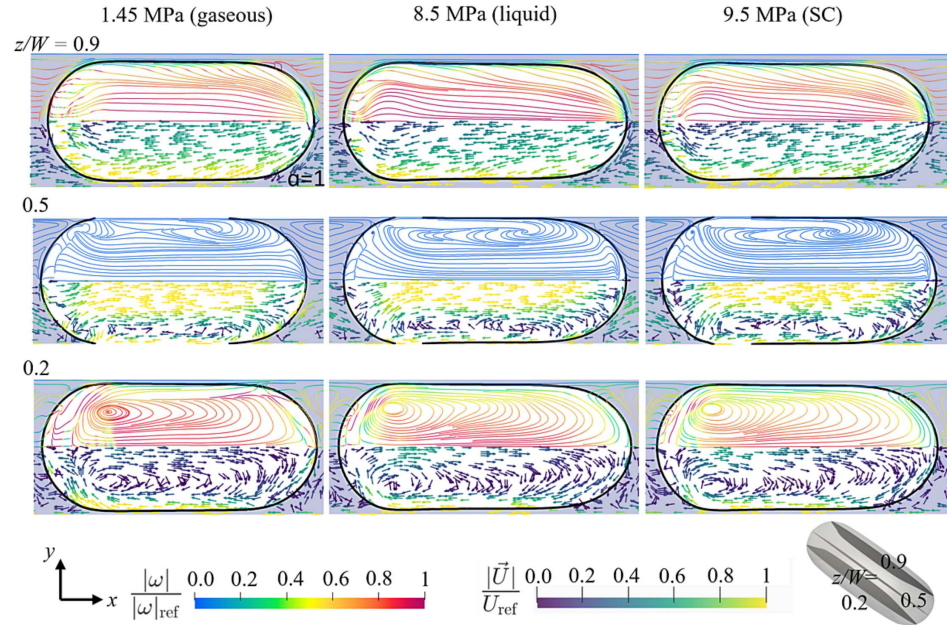 1.45 MPa (gaseous) 8.5 MPa (liquid) 9.5 MPa (SC)
z/W = 0.9
α=1
0.5
0.2
y
x
|ω| / |ω|ref 0.0 0.2 0.4 0.6 0.8 1
|U⃗| / Uref 0.0 0.2 0.4 0.6 0.8 1
0.9
z/W=
0.2 0.5